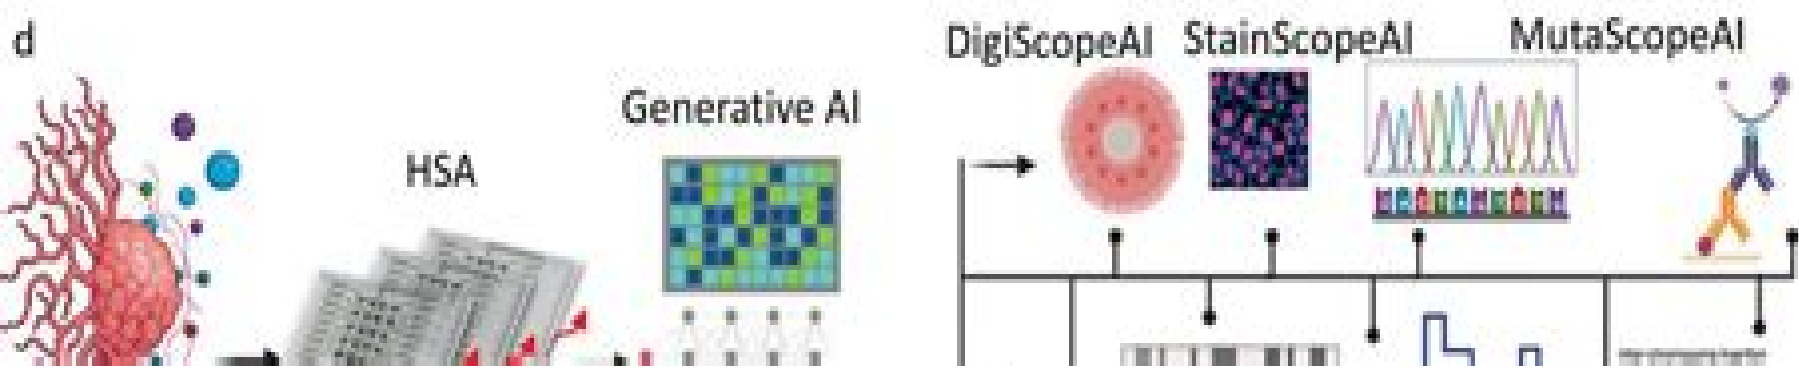 d
DigiScopeAI StainScopeAI MutaScopeAI
Generative AI
HSA